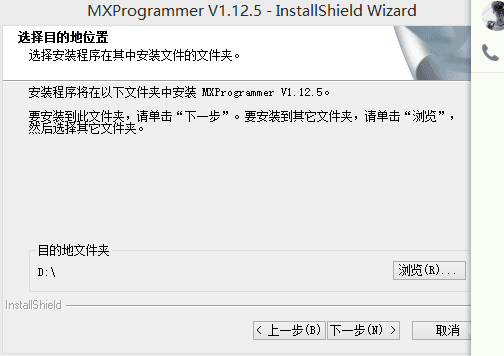 MXProgrammer V1.12.5 - InstallShield Wizard
选择目的地位置
选择安装程序在其中安装文件的文件夹。
安装程序将在以下文件夹中安装 MXProgrammer V1.12.5。
要安装到此文件夹，请单击“下一步”。要安装到其它文件夹，请单击“浏览”，
然后选择其它文件夹。
目的地文件夹
D:\
浏览(R)...
InstallShield
< 上一步(B) 下一步(N) > 取消